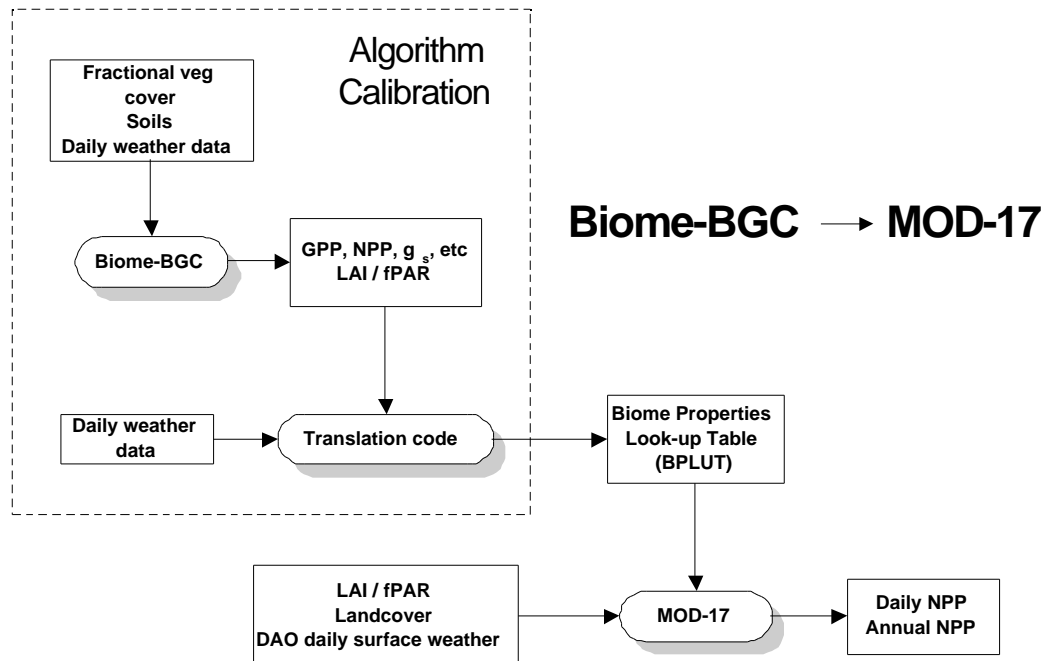 Algorithm
Calibration
Fractional veg
cover
Soils
Daily weather data
Biome-BGC → MOD-17
Biome-BGC
GPP, NPP, g s, etc
LAI / fPAR
Daily weather
data
Translation code
Biome Properties
Look-up Table
(BPLUT)
LAI / fPAR
Landcover
DAO daily surface weather
MOD-17
Daily NPP
Annual NPP